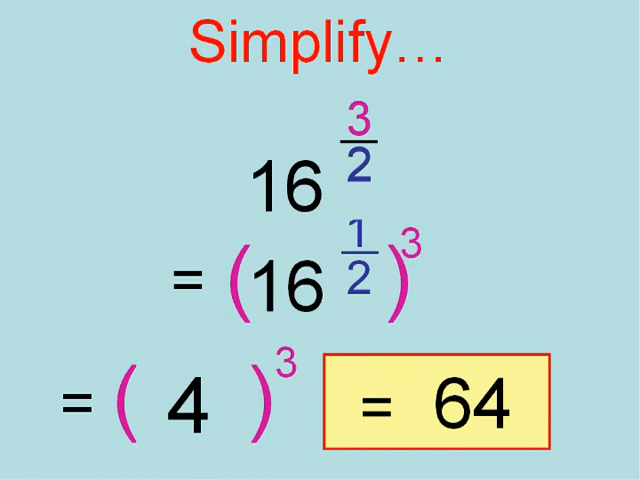 Simplify…
16^(3/2)
= (16^(1/2))^3
= (4)^3 = 64